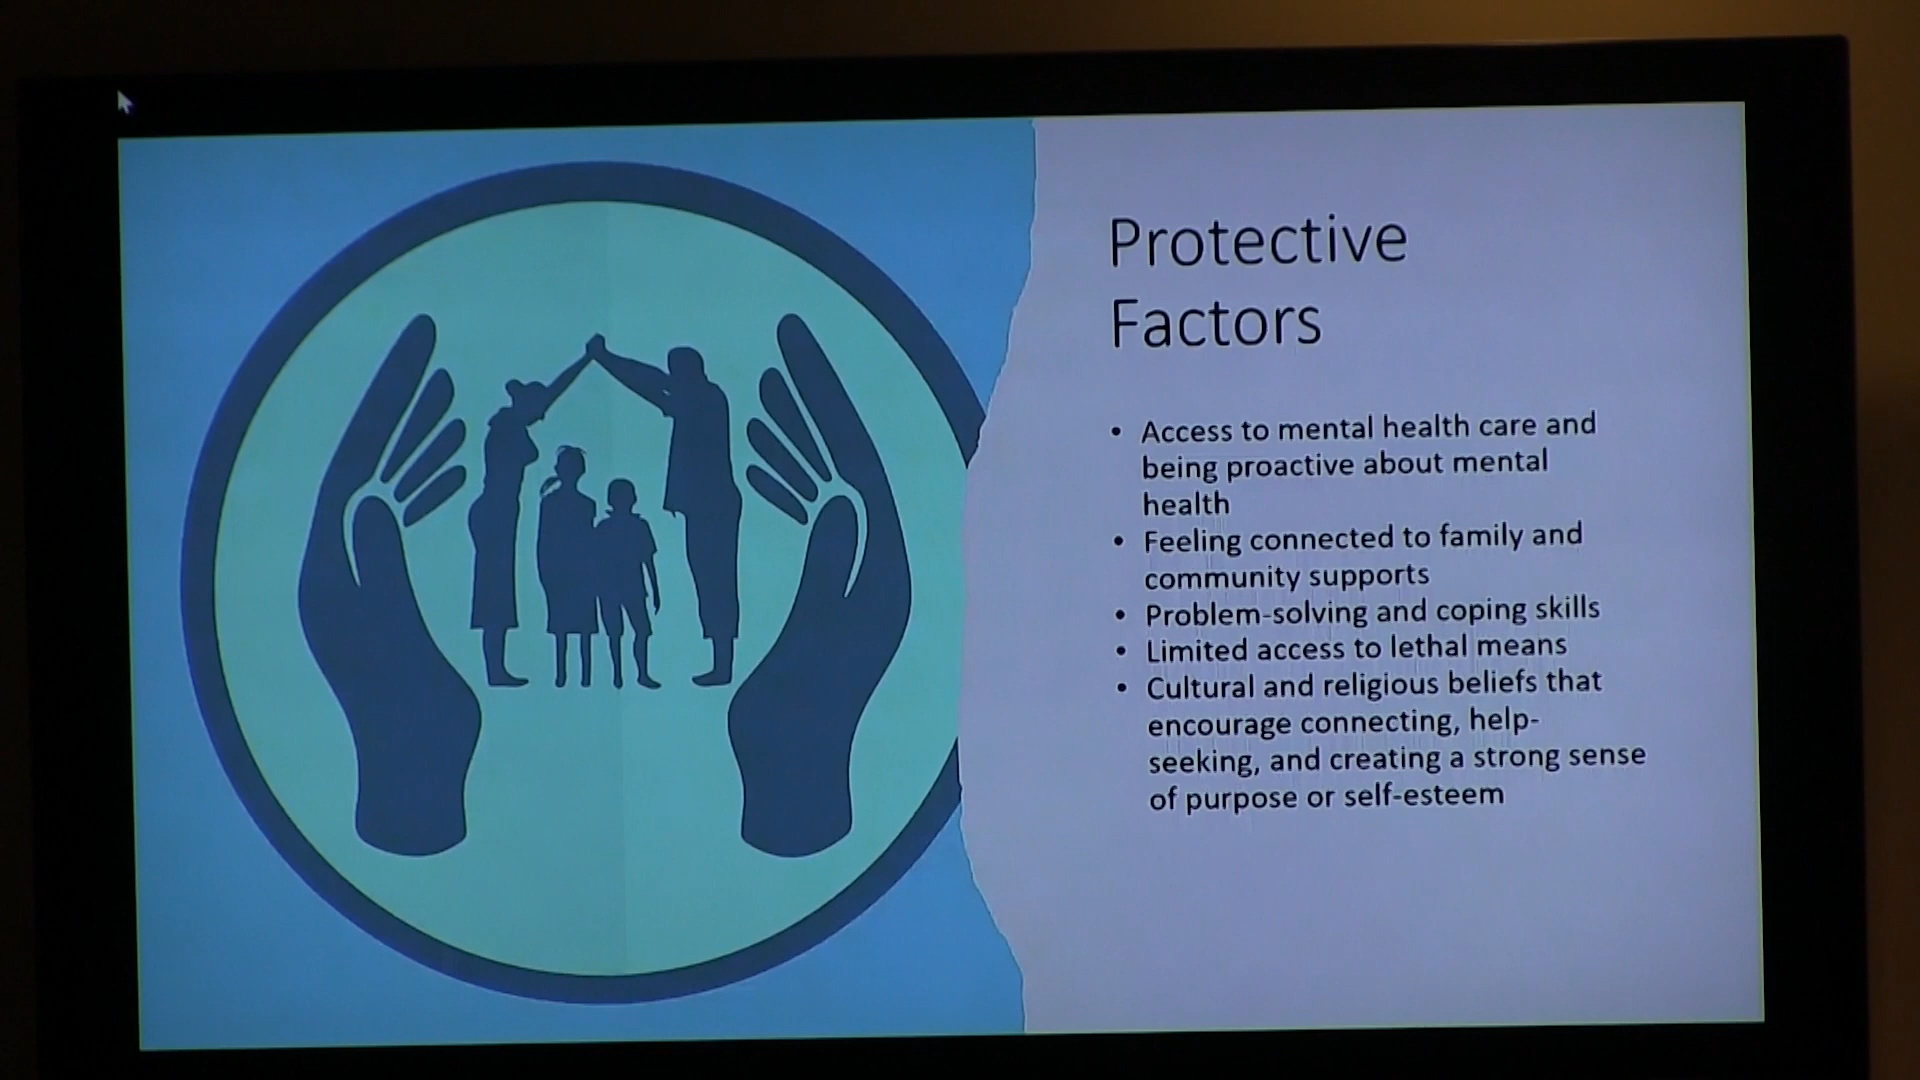 Protective
Factors
• Access to mental health care and
being proactive about mental
health
• Feeling connected to family and
community supports
• Problem-solving and coping skills
• Limited access to lethal means
• Cultural and religious beliefs that
encourage connecting, help-
seeking, and creating a strong sense
of purpose or self-esteem